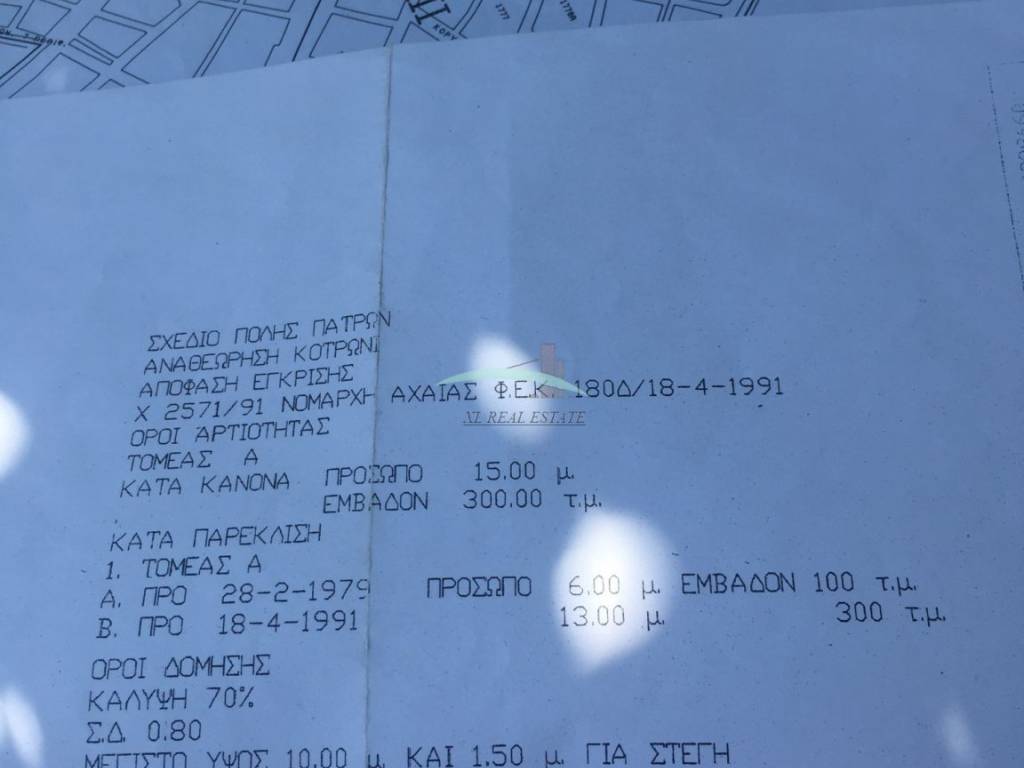 1777
1778Α
ΣΧΕΔΙΟ ΠΟΛΗΣ ΠΑΤΡΩΝ
ΑΝΑΘΕΩΡΗΣΗ ΚΟΤΡΩΝΙ
ΑΠΟΦΑΣΗ ΕΓΚΡΙΣΗΣ
Χ 2571/91 ΝΟΜΑΡΧΗ ΑΧΑΙΑΣ Φ.Ε.Κ. 180Δ/18-4-1991
NL REAL ESTATE
ΟΡΟΙ ΑΡΤΙΟΤΗΤΑΣ
ΤΟΜΕΑΣ Α
ΚΑΤΑ ΚΑΝΟΝΑ ΠΡΟΣΩΠΟ 15.00 μ.
ΕΜΒΑΔΟΝ 300.00 τ.μ.
ΚΑΤΑ ΠΑΡΕΚΛΙΣΗ
1. ΤΟΜΕΑΣ Α
Α. ΠΡΟ 28-2-1979 ΠΡΟΣΩΠΟ 6.00 μ. ΕΜΒΑΔΟΝ 100 τ.μ.
Β. ΠΡΟ 18-4-1991 13.00 μ. 300 τ.μ.
ΟΡΟΙ ΔΟΜΗΣΗΣ
ΚΑΛΥΨΗ 70%
Σ.Δ. 0.80
ΜΕΓΙΣΤΟ ΥΨΟΣ 10.00 μ. ΚΑΙ 1.50 μ. ΓΙΑ ΣΤΕΓΗ